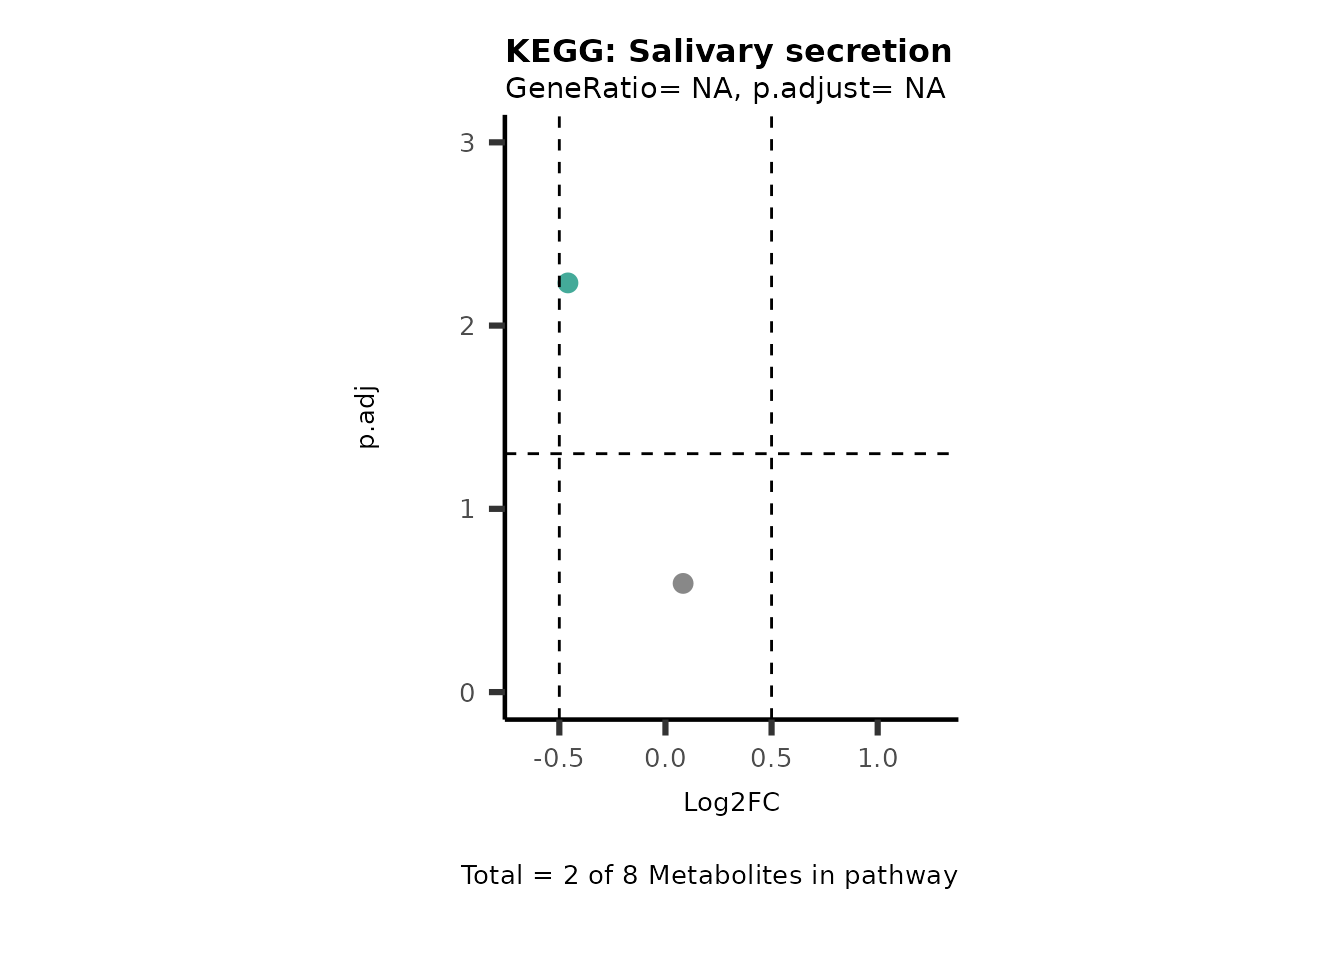 KEGG: Salivary secretion
GeneRatio= NA, p.adjust= NA
3
2
1
0
p.adj
-0.5 0.0 0.5 1.0
Log2FC
Total = 2 of 8 Metabolites in pathway